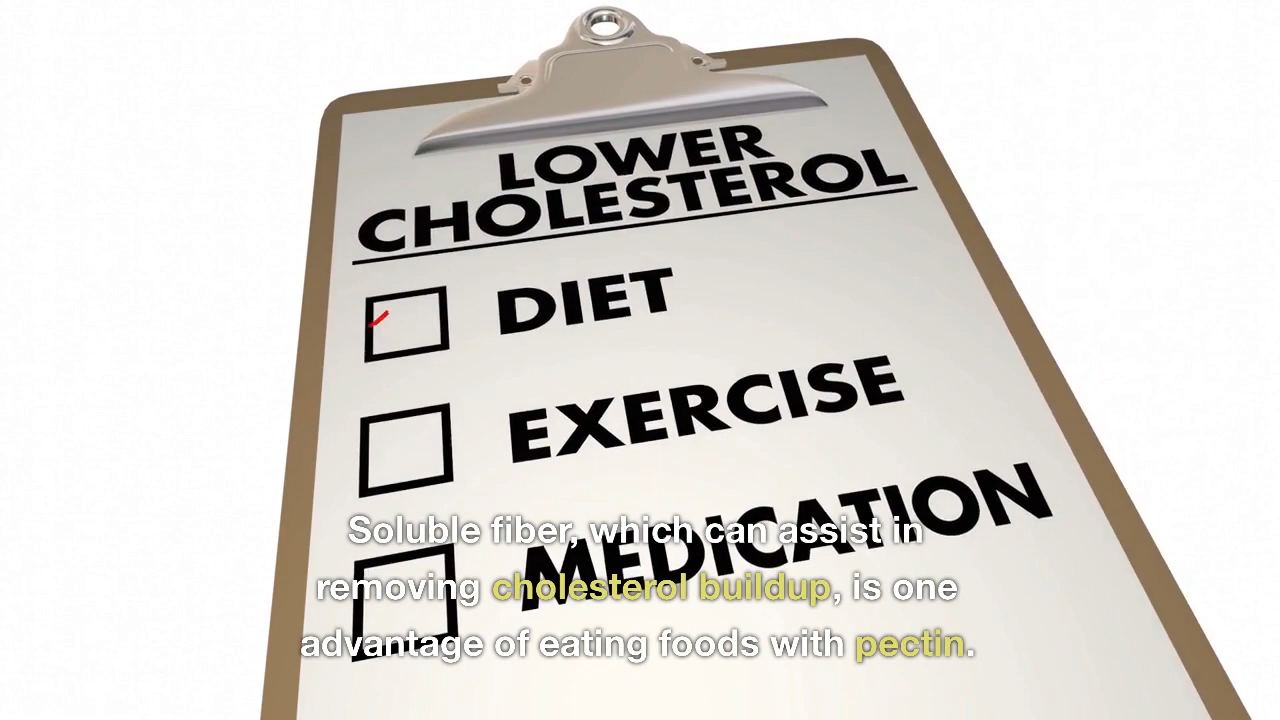 LOWER
CHOLESTEROL
DIET
EXERCISE
MEDICATION
Soluble fiber, which can assist in
removing cholesterol buildup, is one
advantage of eating foods with pectin.